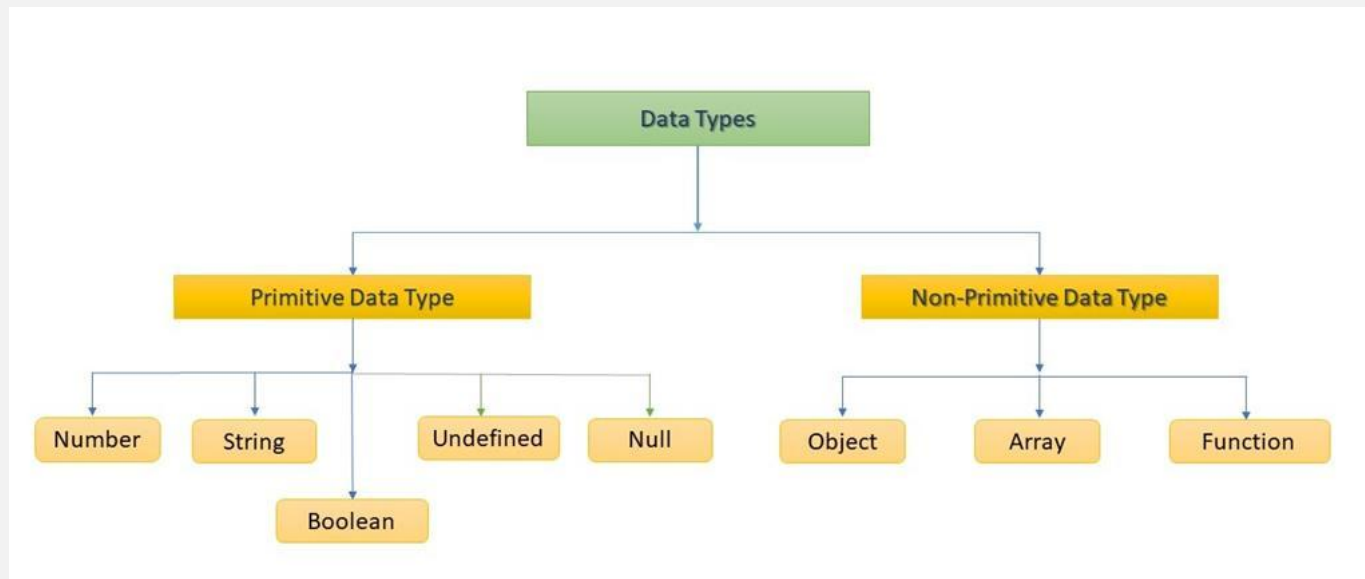 Data Types
Primitive Data Type
Non-Primitive Data Type
Number
String
Undefined
Null
Object
Array
Function
Boolean